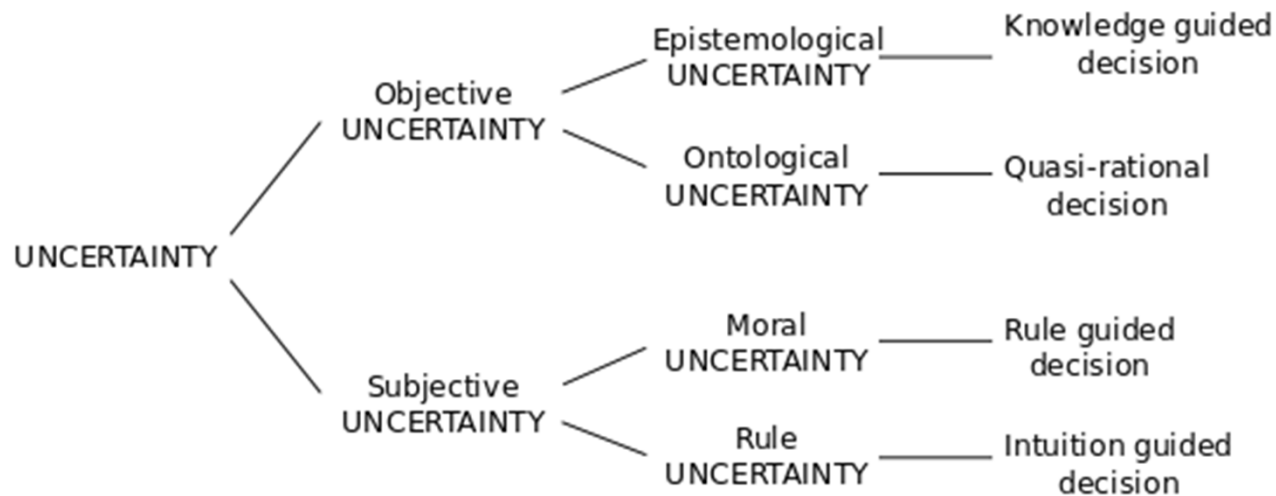 Knowledge guided
decision
Epistemological
UNCERTAINTY
Objective
UNCERTAINTY
Ontological
UNCERTAINTY
Quasi-rational
decision
UNCERTAINTY
Moral
UNCERTAINTY
Rule guided
decision
Subjective
UNCERTAINTY
Rule
UNCERTAINTY
Intuition guided
decision